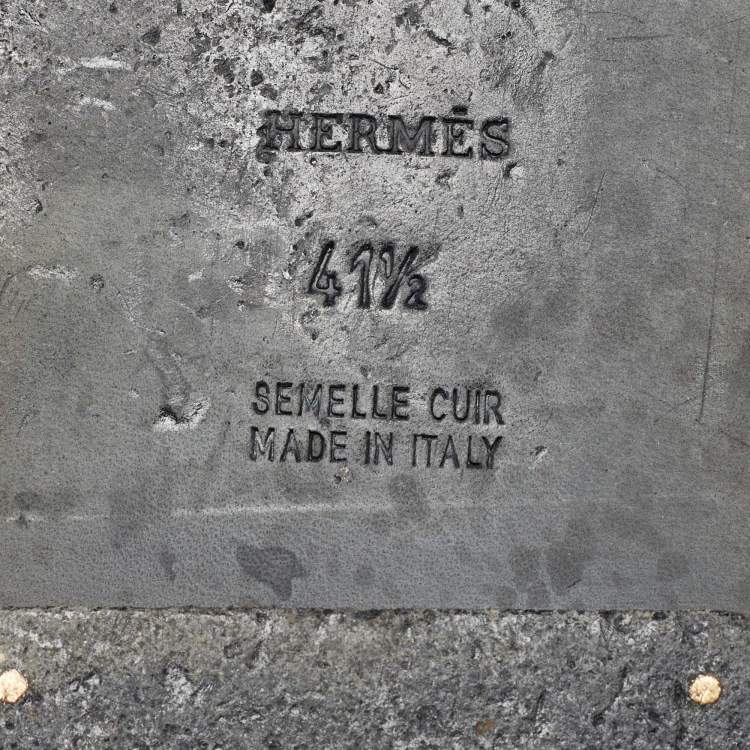 HERMÈS
41½
SEMELLE CUIR
MADE IN ITALY